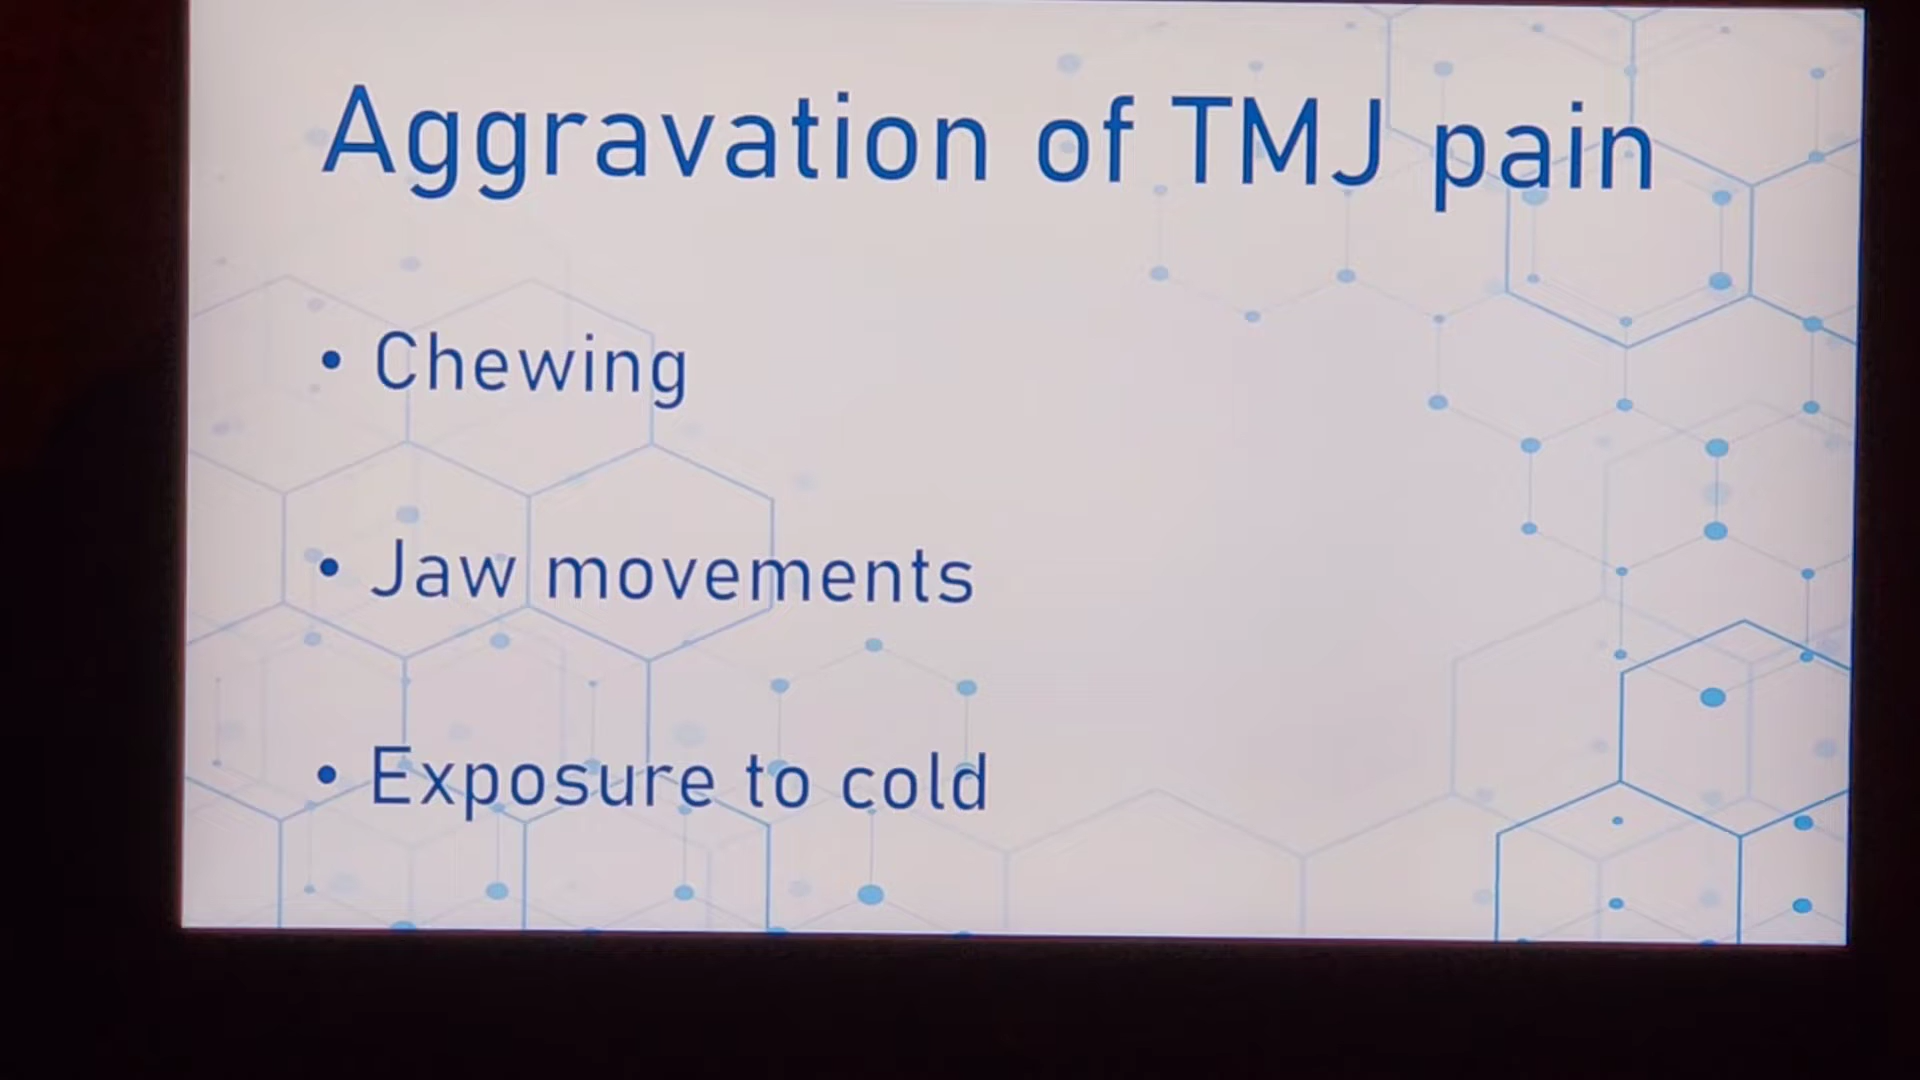 Aggravation of TMJ pain
• Chewing
• Jaw movements
• Exposure to cold